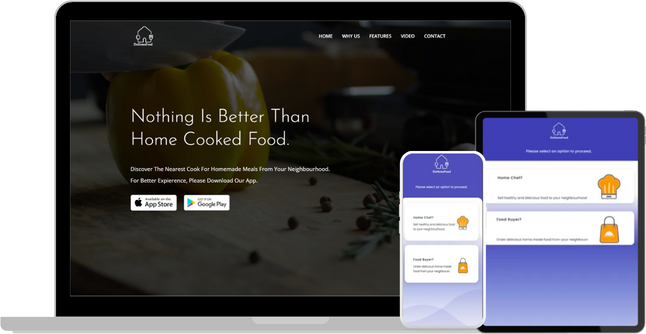 OnHomeFood
HOME WHY US FEATURES VIDEO CONTACT
Nothing Is Better Than
Home Cooked Food.
Discover The Nearest Cook For Homemade Meals From Your Neighbourhood.
For Better Expierence, Please Download Our App.
Available on the
App Store
GET IT ON
Google Play
Please select an option to proceed.
Home Chef?
Sell healthy and delicious food
to your neighbourhood
Food Buyer?
Order delicious home made
food from your neighbours
Please select an option to proceed.
Home Chef?
Sell healthy and delicious food to your neighbourhood
Food Buyer?
Order delicious home made food from your neighbours